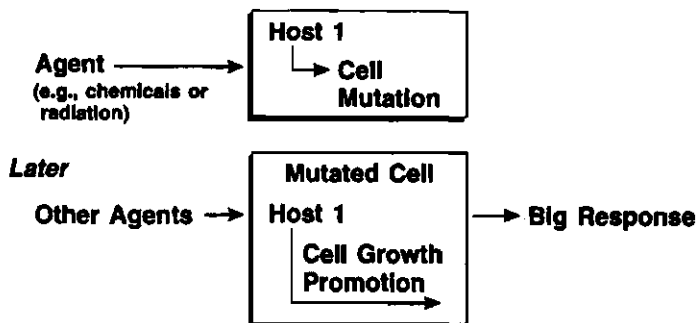 Host 1
Agent
(e.g., chemicals or
radiation)
Cell
Mutation
Later
Mutated Cell
Other Agents
Host 1
Big Response
Cell Growth
Promotion